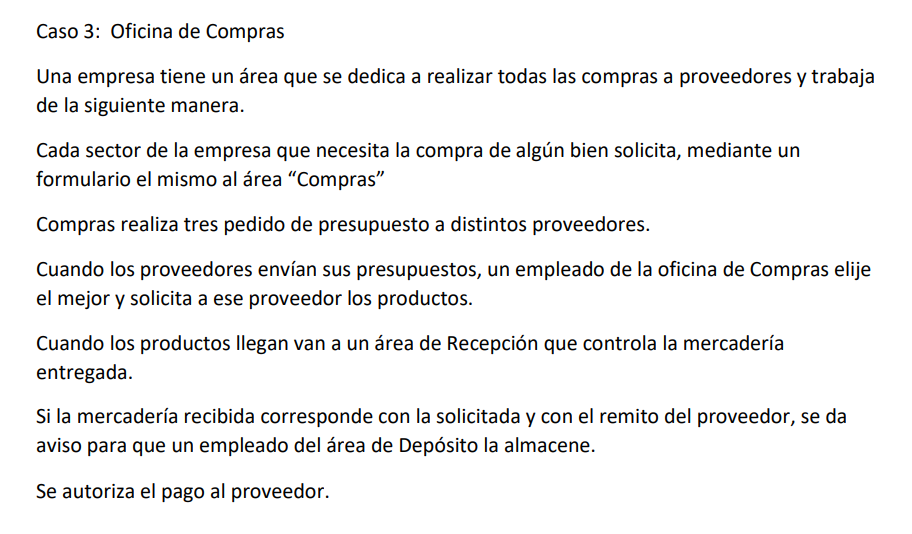 Caso 3:  Oficina de Compras
Una empresa tiene un área que se dedica a realizar todas las compras a proveedores y trabaja
de la siguiente manera.
Cada sector de la empresa que necesita la compra de algún bien solicita, mediante un
formulario el mismo al área “Compras”
Compras realiza tres pedido de presupuesto a distintos proveedores.
Cuando los proveedores envían sus presupuestos, un empleado de la oficina de Compras elije
el mejor y solicita a ese proveedor los productos.
Cuando los productos llegan van a un área de Recepción que controla la mercadería
entregada.
Si la mercadería recibida corresponde con la solicitada y con el remito del proveedor, se da
aviso para que un empleado del área de Depósito la almacene.
Se autoriza el pago al proveedor.